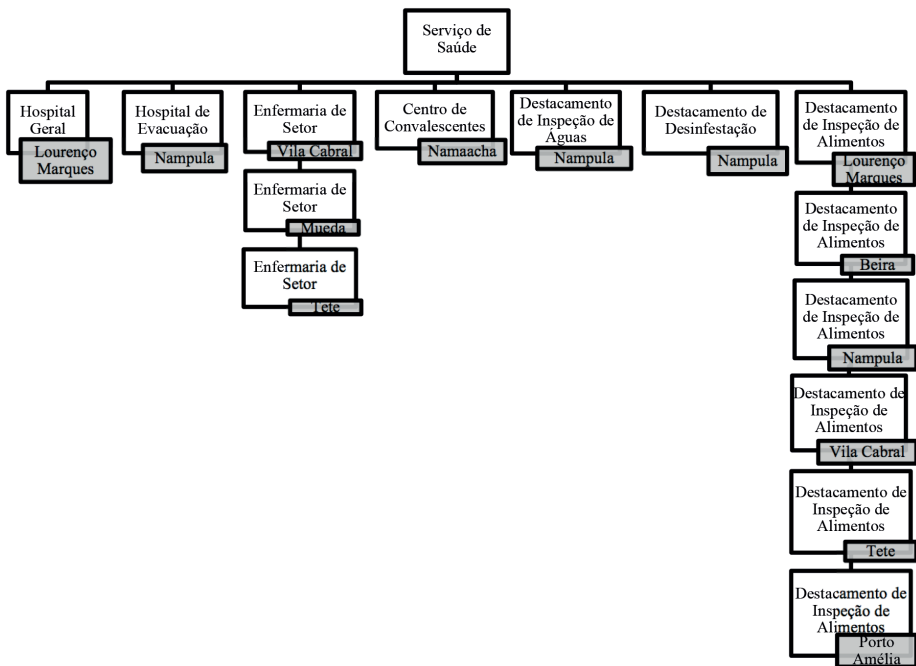 Serviço de
Saúde
Hospital
Geral
Lourenço
Marques
Hospital de
Evacuação
Nampula
Enfermaria de
Setor
Vila Cabral
Enfermaria de
Setor
Mueda
Enfermaria de
Setor
Tete
Centro de
Convalescentes
Namaacha
Destacamento
de Inspeção de
Águas
Nampula
Destacamento de
Desinfestação
Nampula
Destacamento
de Inspeção de
Alimentos
Lourenço
Marques
Destacamento
de Inspeção de
Alimentos
Beira
Destacamento
de Inspeção de
Alimentos
Nampula
Destacamento de
Inspeção de
Alimentos
Vila Cabral
Destacamento de
Inspeção de
Alimentos
Tete
Destacamento de
Inspeção de
Alimentos
Porto
Amélia